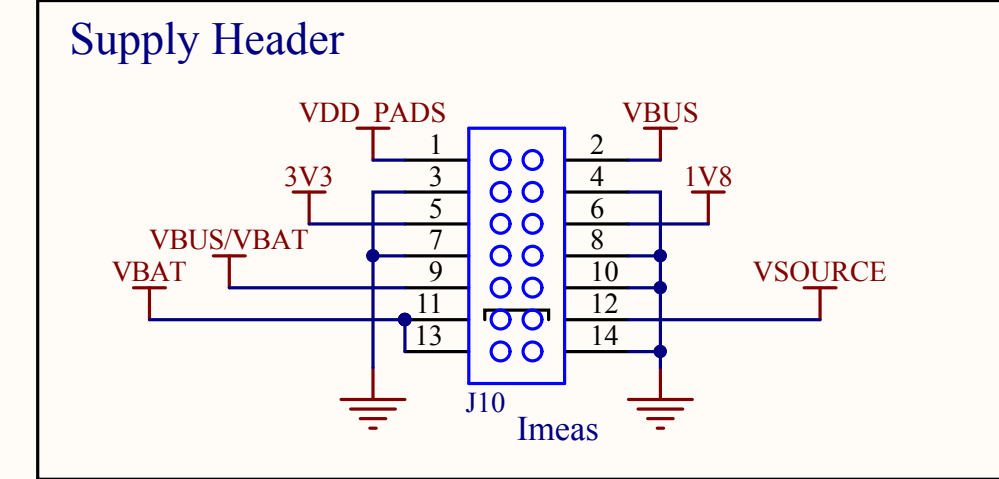 Supply Header
VDD_PADS
VBUS
1
2
3
4
3V3
1V8
5
6
7
8
VBUS/VBAT
VBAT
9
10
VSOURCE
11
12
13
14
J10
Imeas